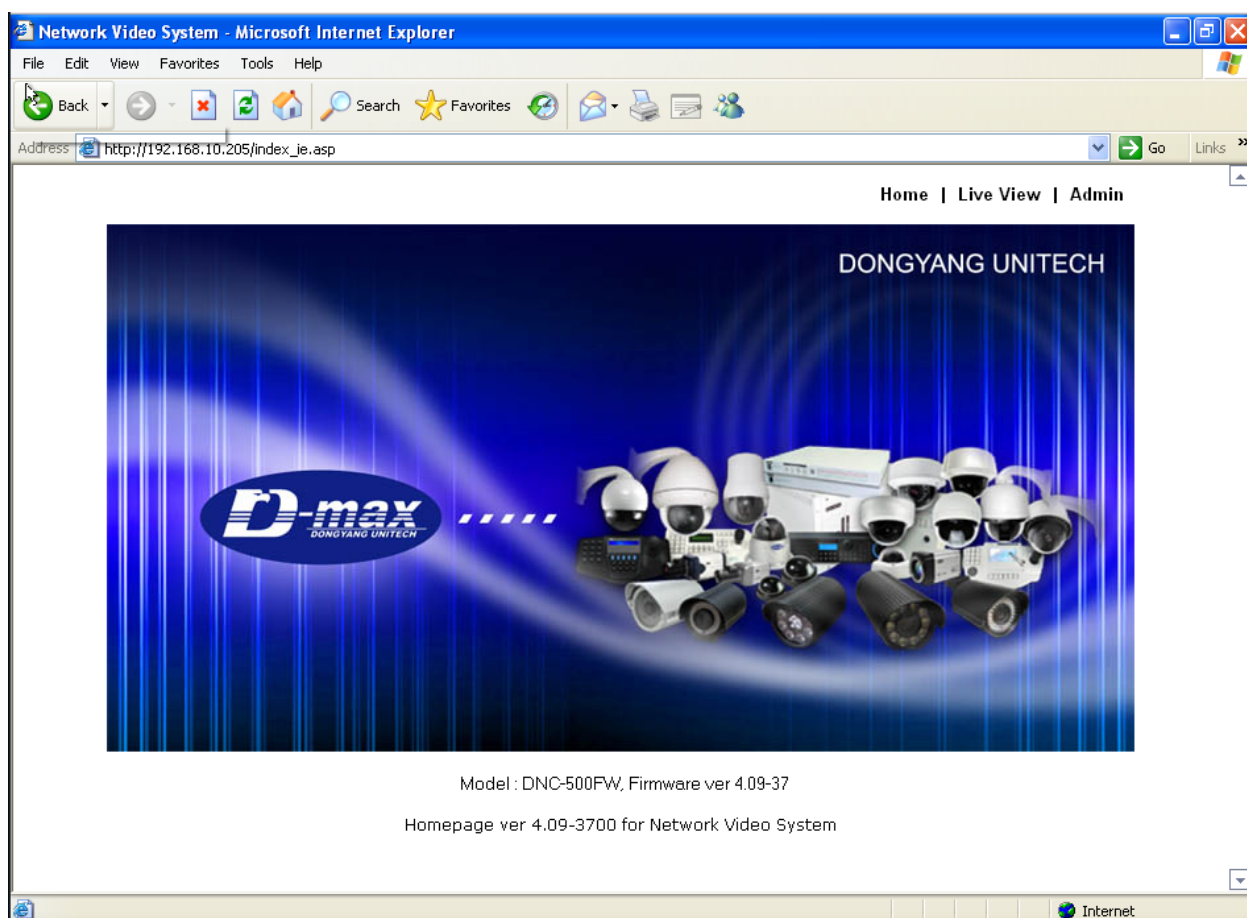 Network Video System - Microsoft Internet Explorer
File Edit View Favorites Tools Help
Back Search Favorites
Address http://192.168.10.205/index_ie.asp Go Links »
Home | Live View | Admin
DONGYANG UNITECH
D-max
DONGYANG UNITECH
Model : DNC-500FW, Firmware ver 4.09-37
Homepage ver 4.09-3700 for Network Video System
Internet